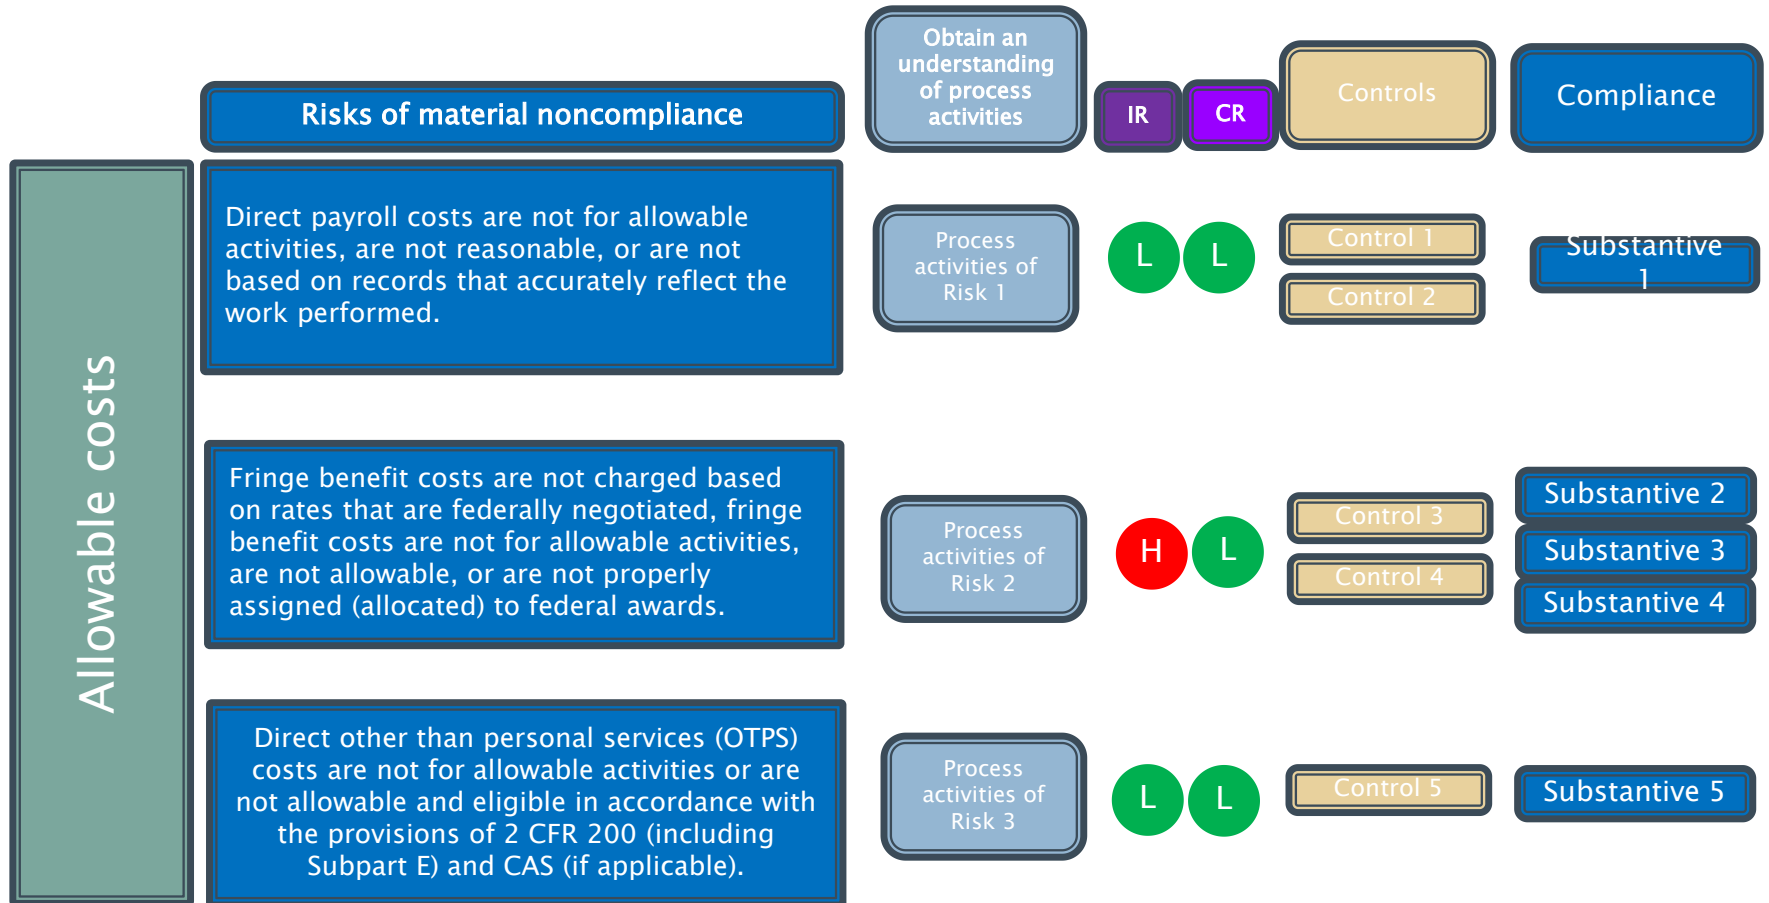 Obtain an
understanding
of process
activities
Risks of material noncompliance
IR
CR
Controls
Compliance
Allowable costs
Direct payroll costs are not for allowable
activities, are not reasonable, or are not
based on records that accurately reflect the
work performed.
Process
activities of
Risk 1
L
L
Control 1
Control 2
Substantive
1
Fringe benefit costs are not charged based
on rates that are federally negotiated, fringe
benefit costs are not for allowable activities,
are not allowable, or are not properly
assigned (allocated) to federal awards.
Process
activities of
Risk 2
H
L
Control 3
Control 4
Substantive 2
Substantive 3
Substantive 4
Direct other than personal services (OTPS)
costs are not for allowable activities or are
not allowable and eligible in accordance with
the provisions of 2 CFR 200 (including
Subpart E) and CAS (if applicable).
Process
activities of
Risk 3
L
L
Control 5
Substantive 5